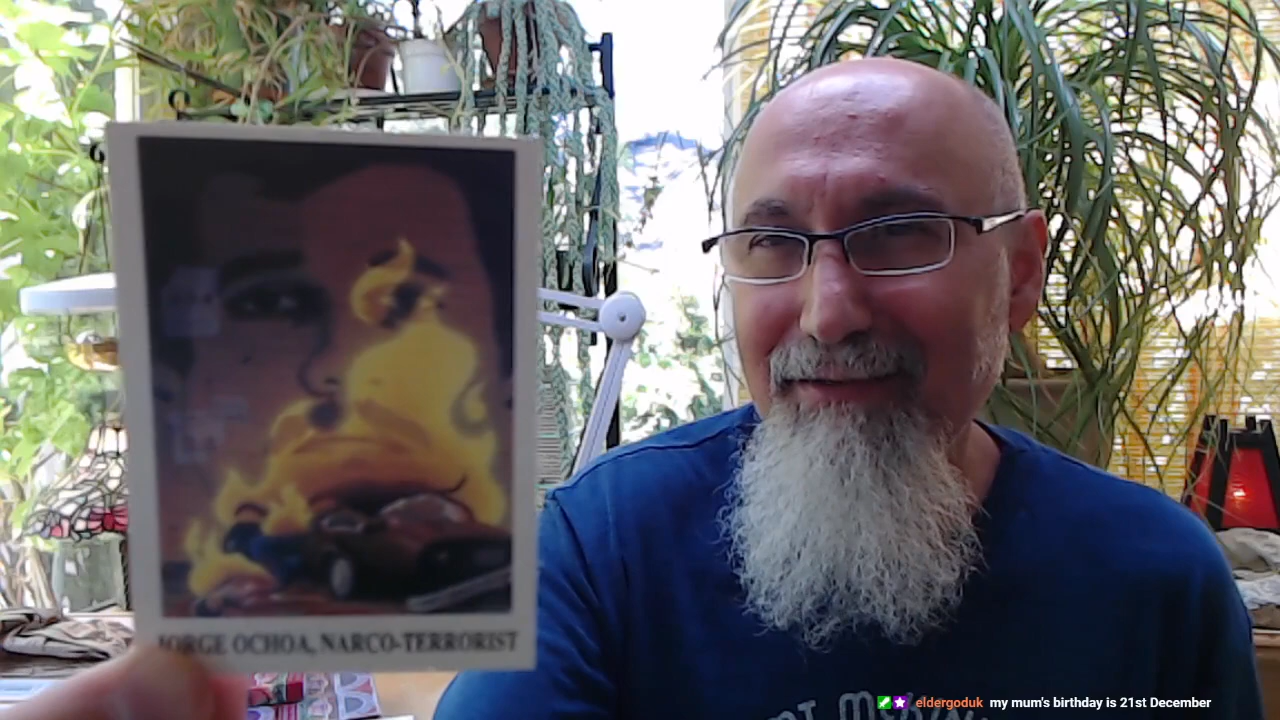 JORGE OCHOA, NARCO-TERRORIST
eldergoduk my mum's birthday is 21st December